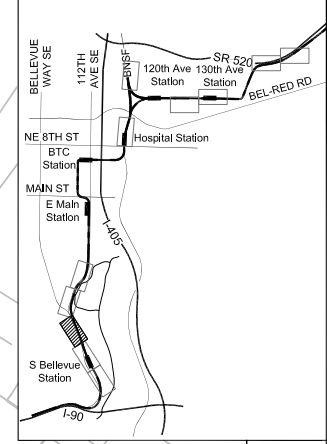 BELLEVUE
WAY SE
112TH
AVE SE
BNSF
SR 520
120th Ave
Station
130th Ave
Station
BEL-RED RD
NE 8TH ST
Hospital Station
BTC
Station
MAIN ST
E Main
Station
I-405
S Bellevue
Station
I-90